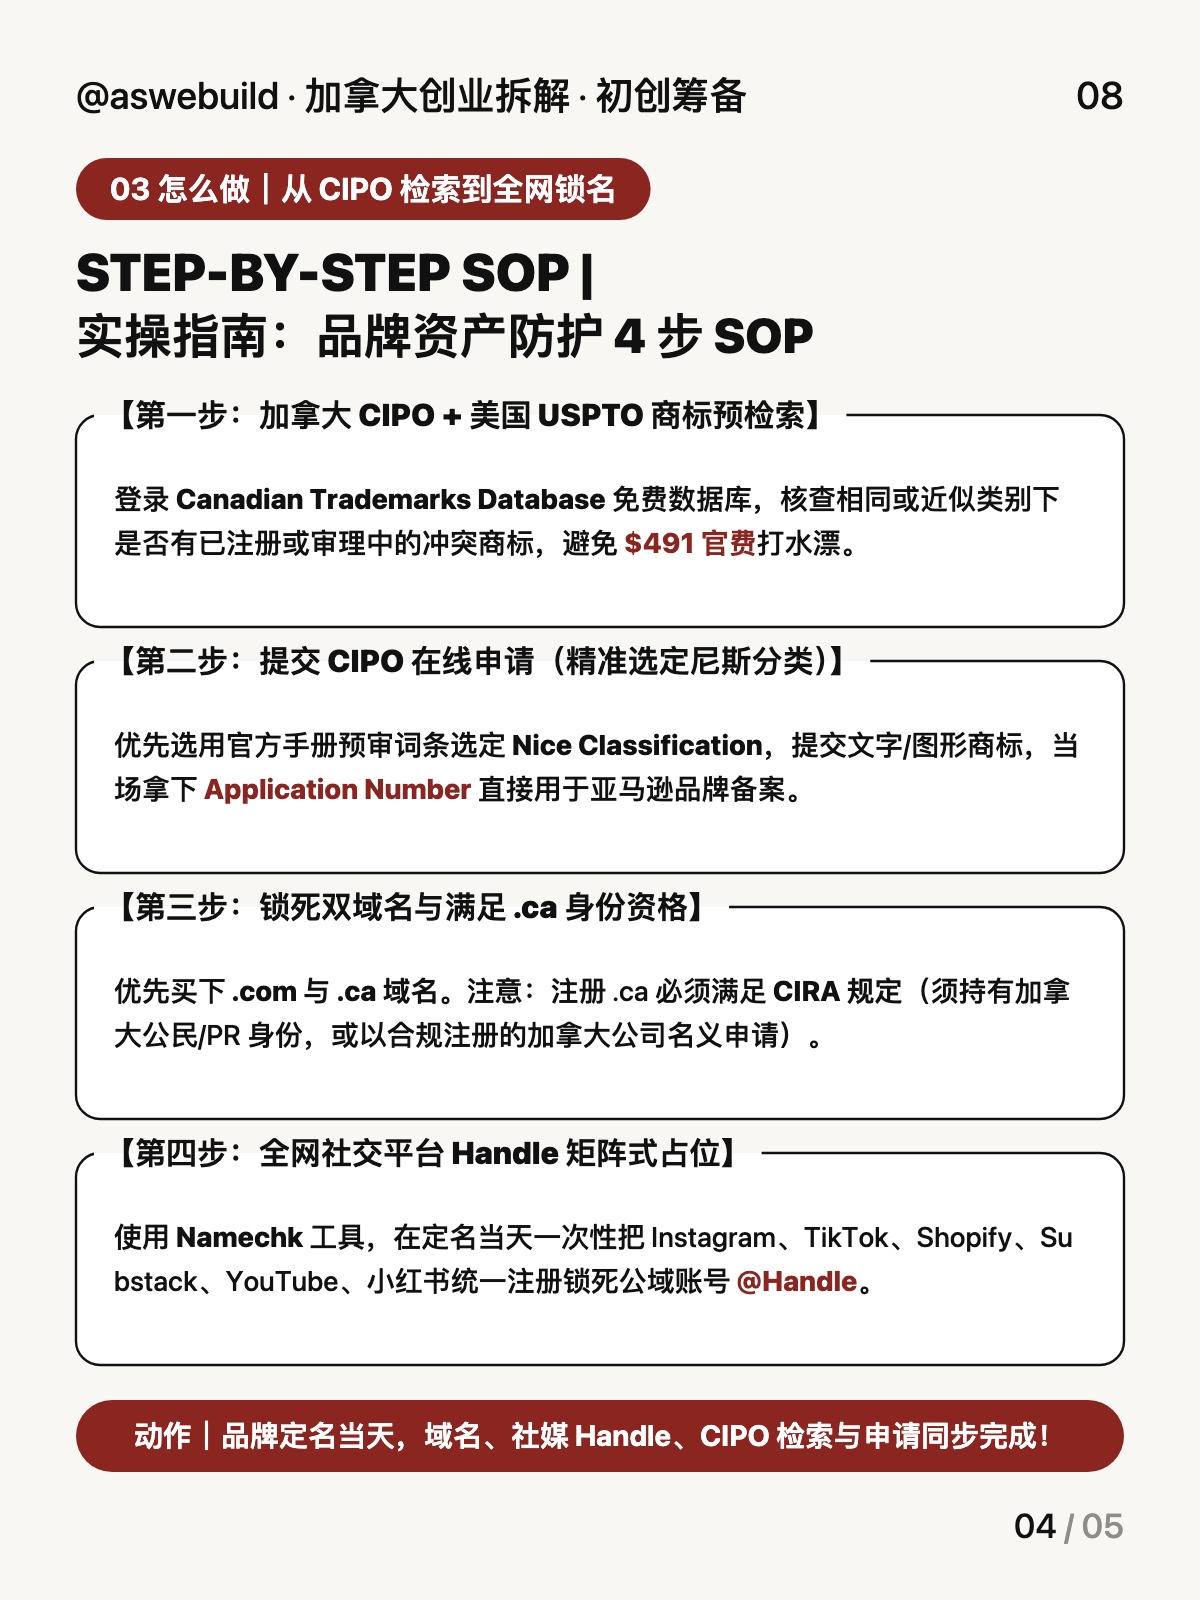 @aswebuild · 加拿大创业拆解 · 初创筹备
08
03 怎么做｜从 CIPO 检索到全网锁名
STEP-BY-STEP SOP |
实操指南：品牌资产防护 4 步 SOP
【第一步：加拿大 CIPO + 美国 USPTO 商标预检索】
登录 Canadian Trademarks Database 免费数据库，核查相同或近似类别下
是否有已注册或审理中的冲突商标，避免 $491 官费打水漂。
【第二步：提交 CIPO 在线申请（精准选定尼斯分类）】
优先选用官方手册预审词条选定 Nice Classification，提交文字/图形商标，当
场拿下 Application Number 直接用于亚马逊品牌备案。
【第三步：锁死双域名与满足 .ca 身份资格】
优先买下 .com 与 .ca 域名。注意：注册 .ca 必须满足 CIRA 规定（须持有加拿
大公民/PR 身份，或以合规注册的加拿大公司名义申请）。
【第四步：全网社交平台 Handle 矩阵式占位】
使用 Namechk 工具，在定名当天一次性把 Instagram、TikTok、Shopify、Su
bstack、YouTube、小红书统一注册锁死公域账号 @Handle。
动作｜品牌定名当天，域名、社媒 Handle、CIPO 检索与申请同步完成！
04 / 05